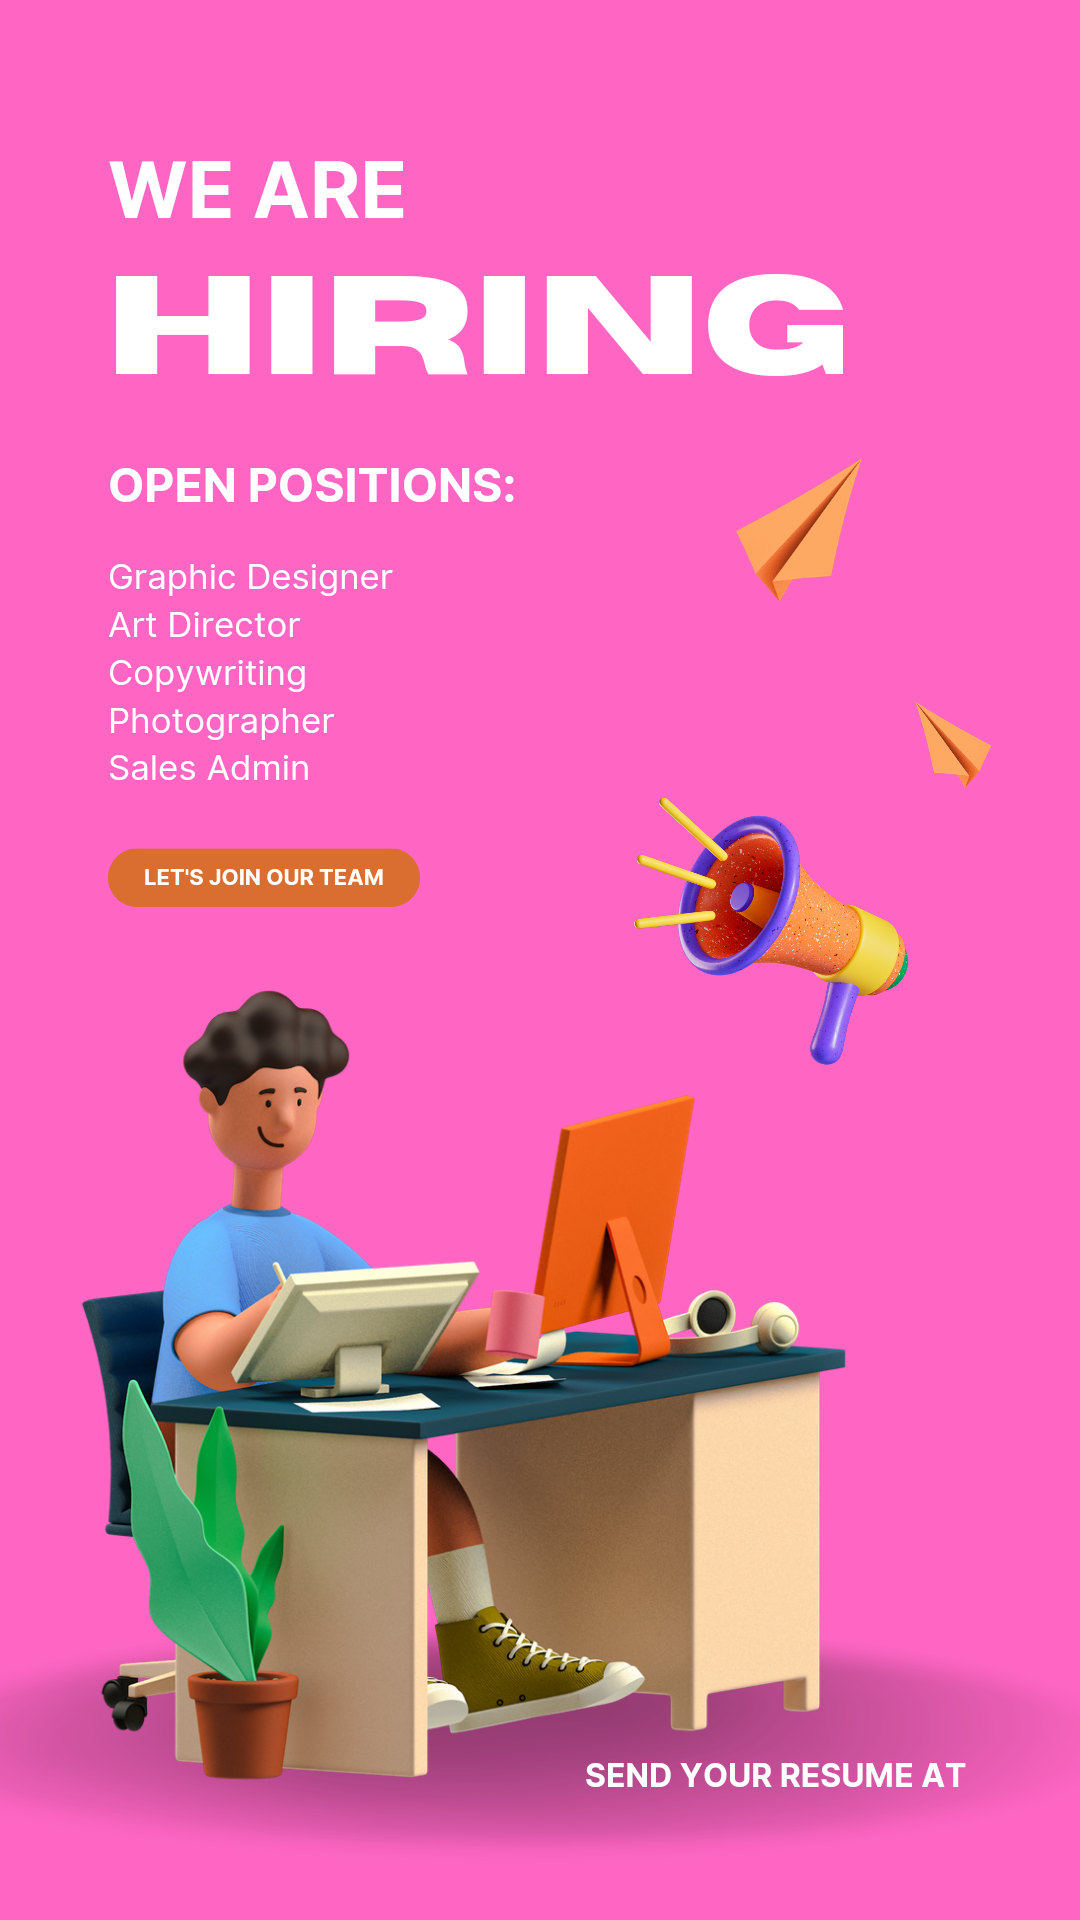 WE ARE
HIRING
OPEN POSITIONS:
Graphic Designer
Art Director
Copywriting
Photographer
Sales Admin
LET'S JOIN OUR TEAM
SEND YOUR RESUME AT